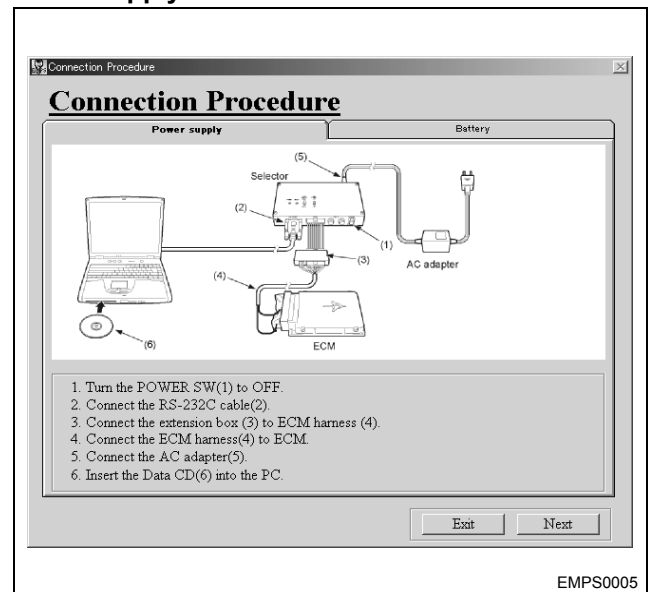 Connection Procedure
Connection Procedure
Power supply
Battery
(5)
Selector
(2)
(1)
(3)
AC adapter
(4)
(6)
ECM
1. Turn the POWER SW(1) to OFF.
2. Connect the RS-232C cable(2).
3. Connect the extension box (3) to ECM harness (4).
4. Connect the ECM harness(4) to ECM.
5. Connect the AC adapter(5).
6. Insert the Data CD(6) into the PC.
Exit
Next
EMPS0005